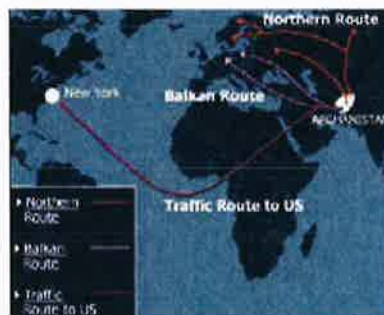 Northern Route
New York
Balkan Route
AFGHANISTAN
Traffic Route to US
Northern
Route
Balkan
Route
Traffic
Route to US